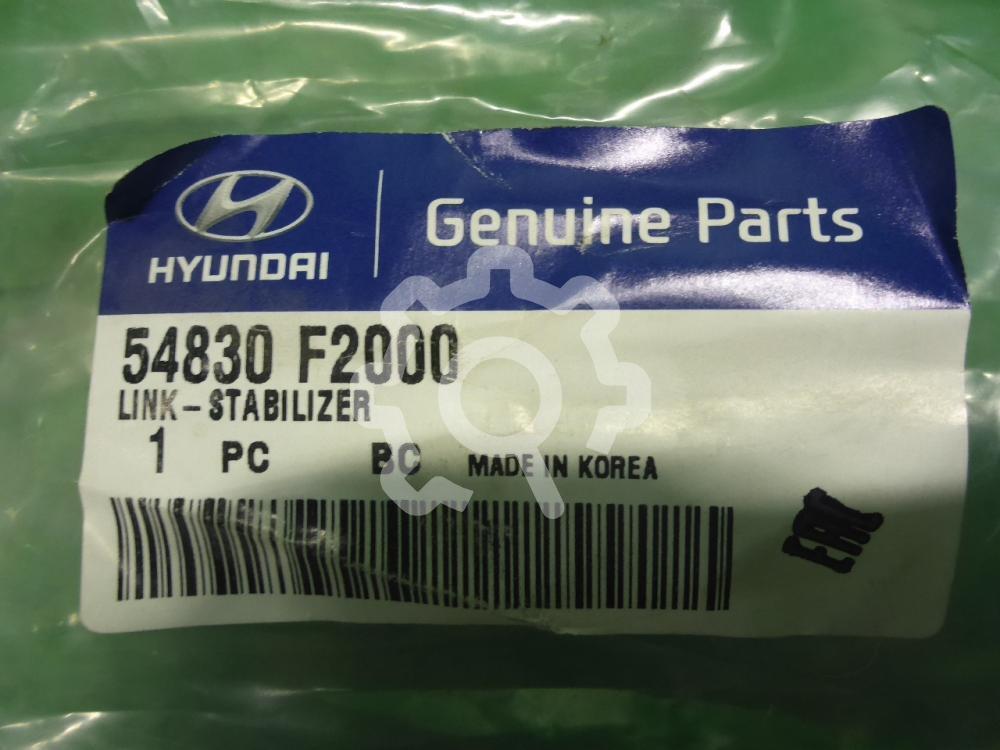 HYUNDAI
Genuine Parts
54830 F2000
LINK-STABILIZER
1 PC BC MADE IN KOREA
EAC